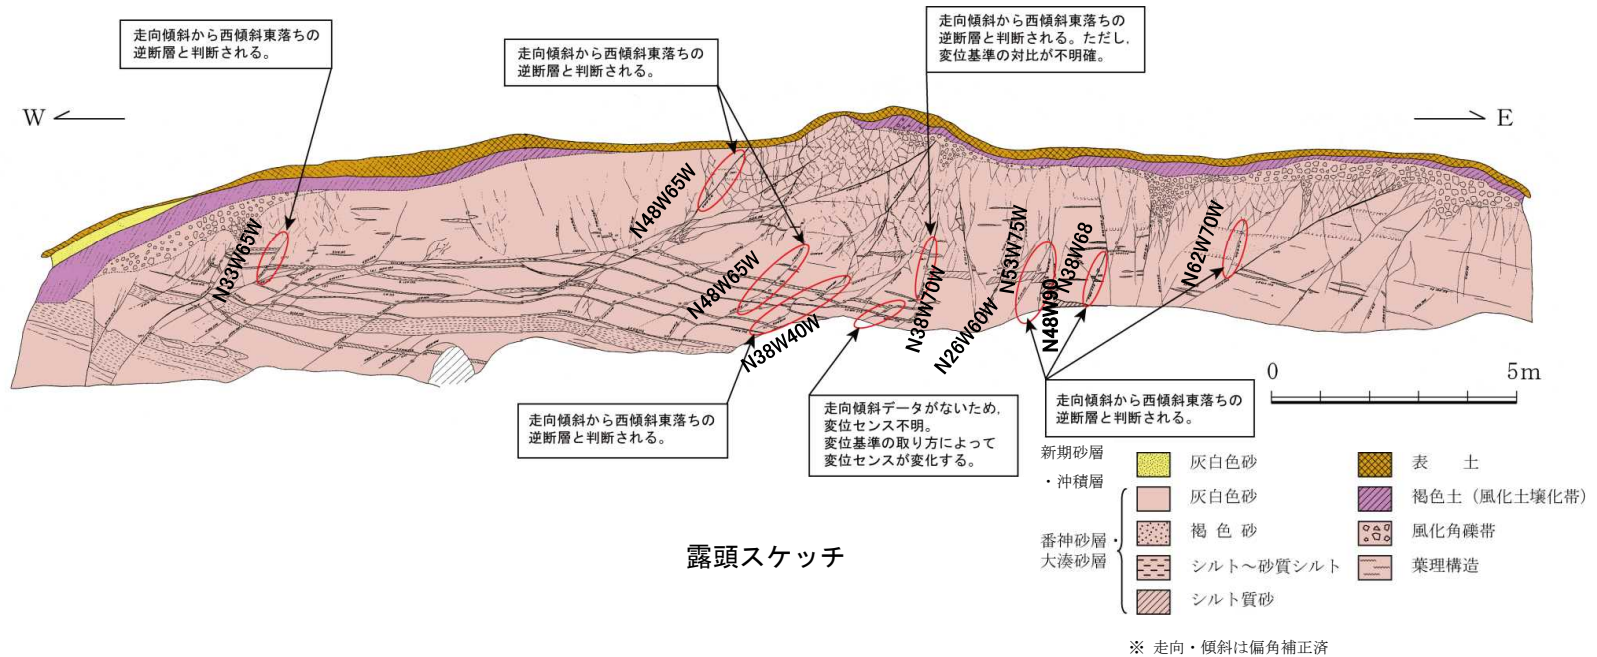 走向傾斜から西傾斜東落ちの
逆断層と判断される。
走向傾斜から西傾斜東落ちの
逆断層と判断される。
走向傾斜から西傾斜東落ちの
逆断層と判断される。ただし,
変位基準の対比が不明確。
W
E
N33W65W
N48W65W
N48W65W
N38W40W
N38W70W
N26W60W
N53W75W
N48W90
N38W68
N62W70W
走向傾斜から西傾斜東落ちの
逆断層と判断される。
走向傾斜データがないため,
変位センス不明。
変位基準の取り方によって
変位センスが変化する。
走向傾斜から西傾斜東落ちの
逆断層と判断される。
0 5m
新期砂層
・沖積層
灰白色砂
番神砂層・
大湊砂層
灰白色砂
褐色砂
シルト~砂質シルト
シルト質砂
表土
褐色土(風化土壌化帯)
風化角礫帯
葉理構造
露頭スケッチ
※ 走向・傾斜は偏角補正済